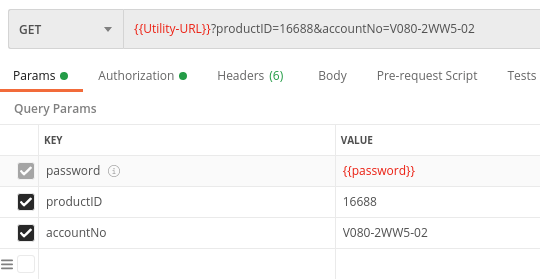 GET {{Utility-URL}}?productID=16688&accountNo=V080-2WW5-02
Params Authorization Headers (6) Body Pre-request Script Tests
Query Params
KEY VALUE
password {{password}}
productID 16688
accountNo V080-2WW5-02